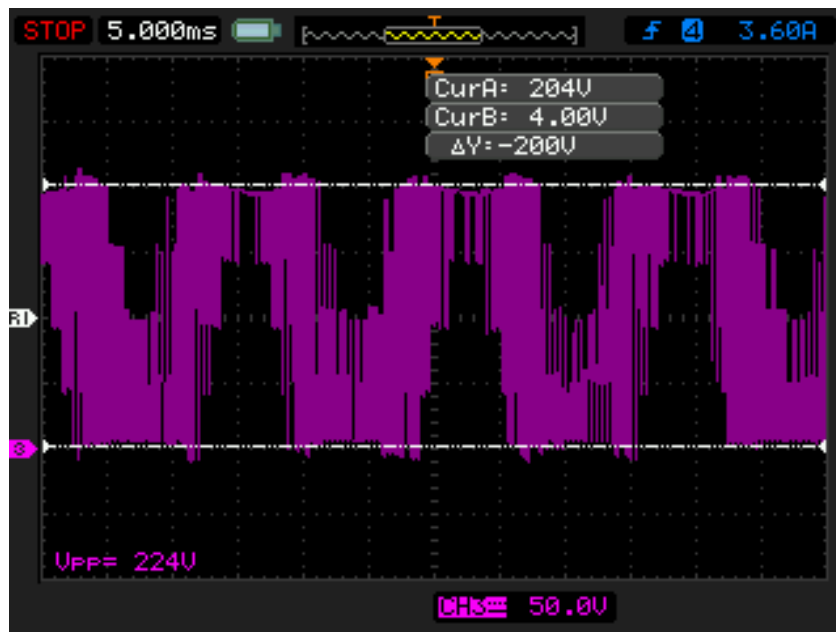 STOP 5.000ms T F 4 3.60A
CurA: 204V
CurB: 4.00V
ΔY:-200V
R1
3
Vpp= 224V
CH3 50.0V